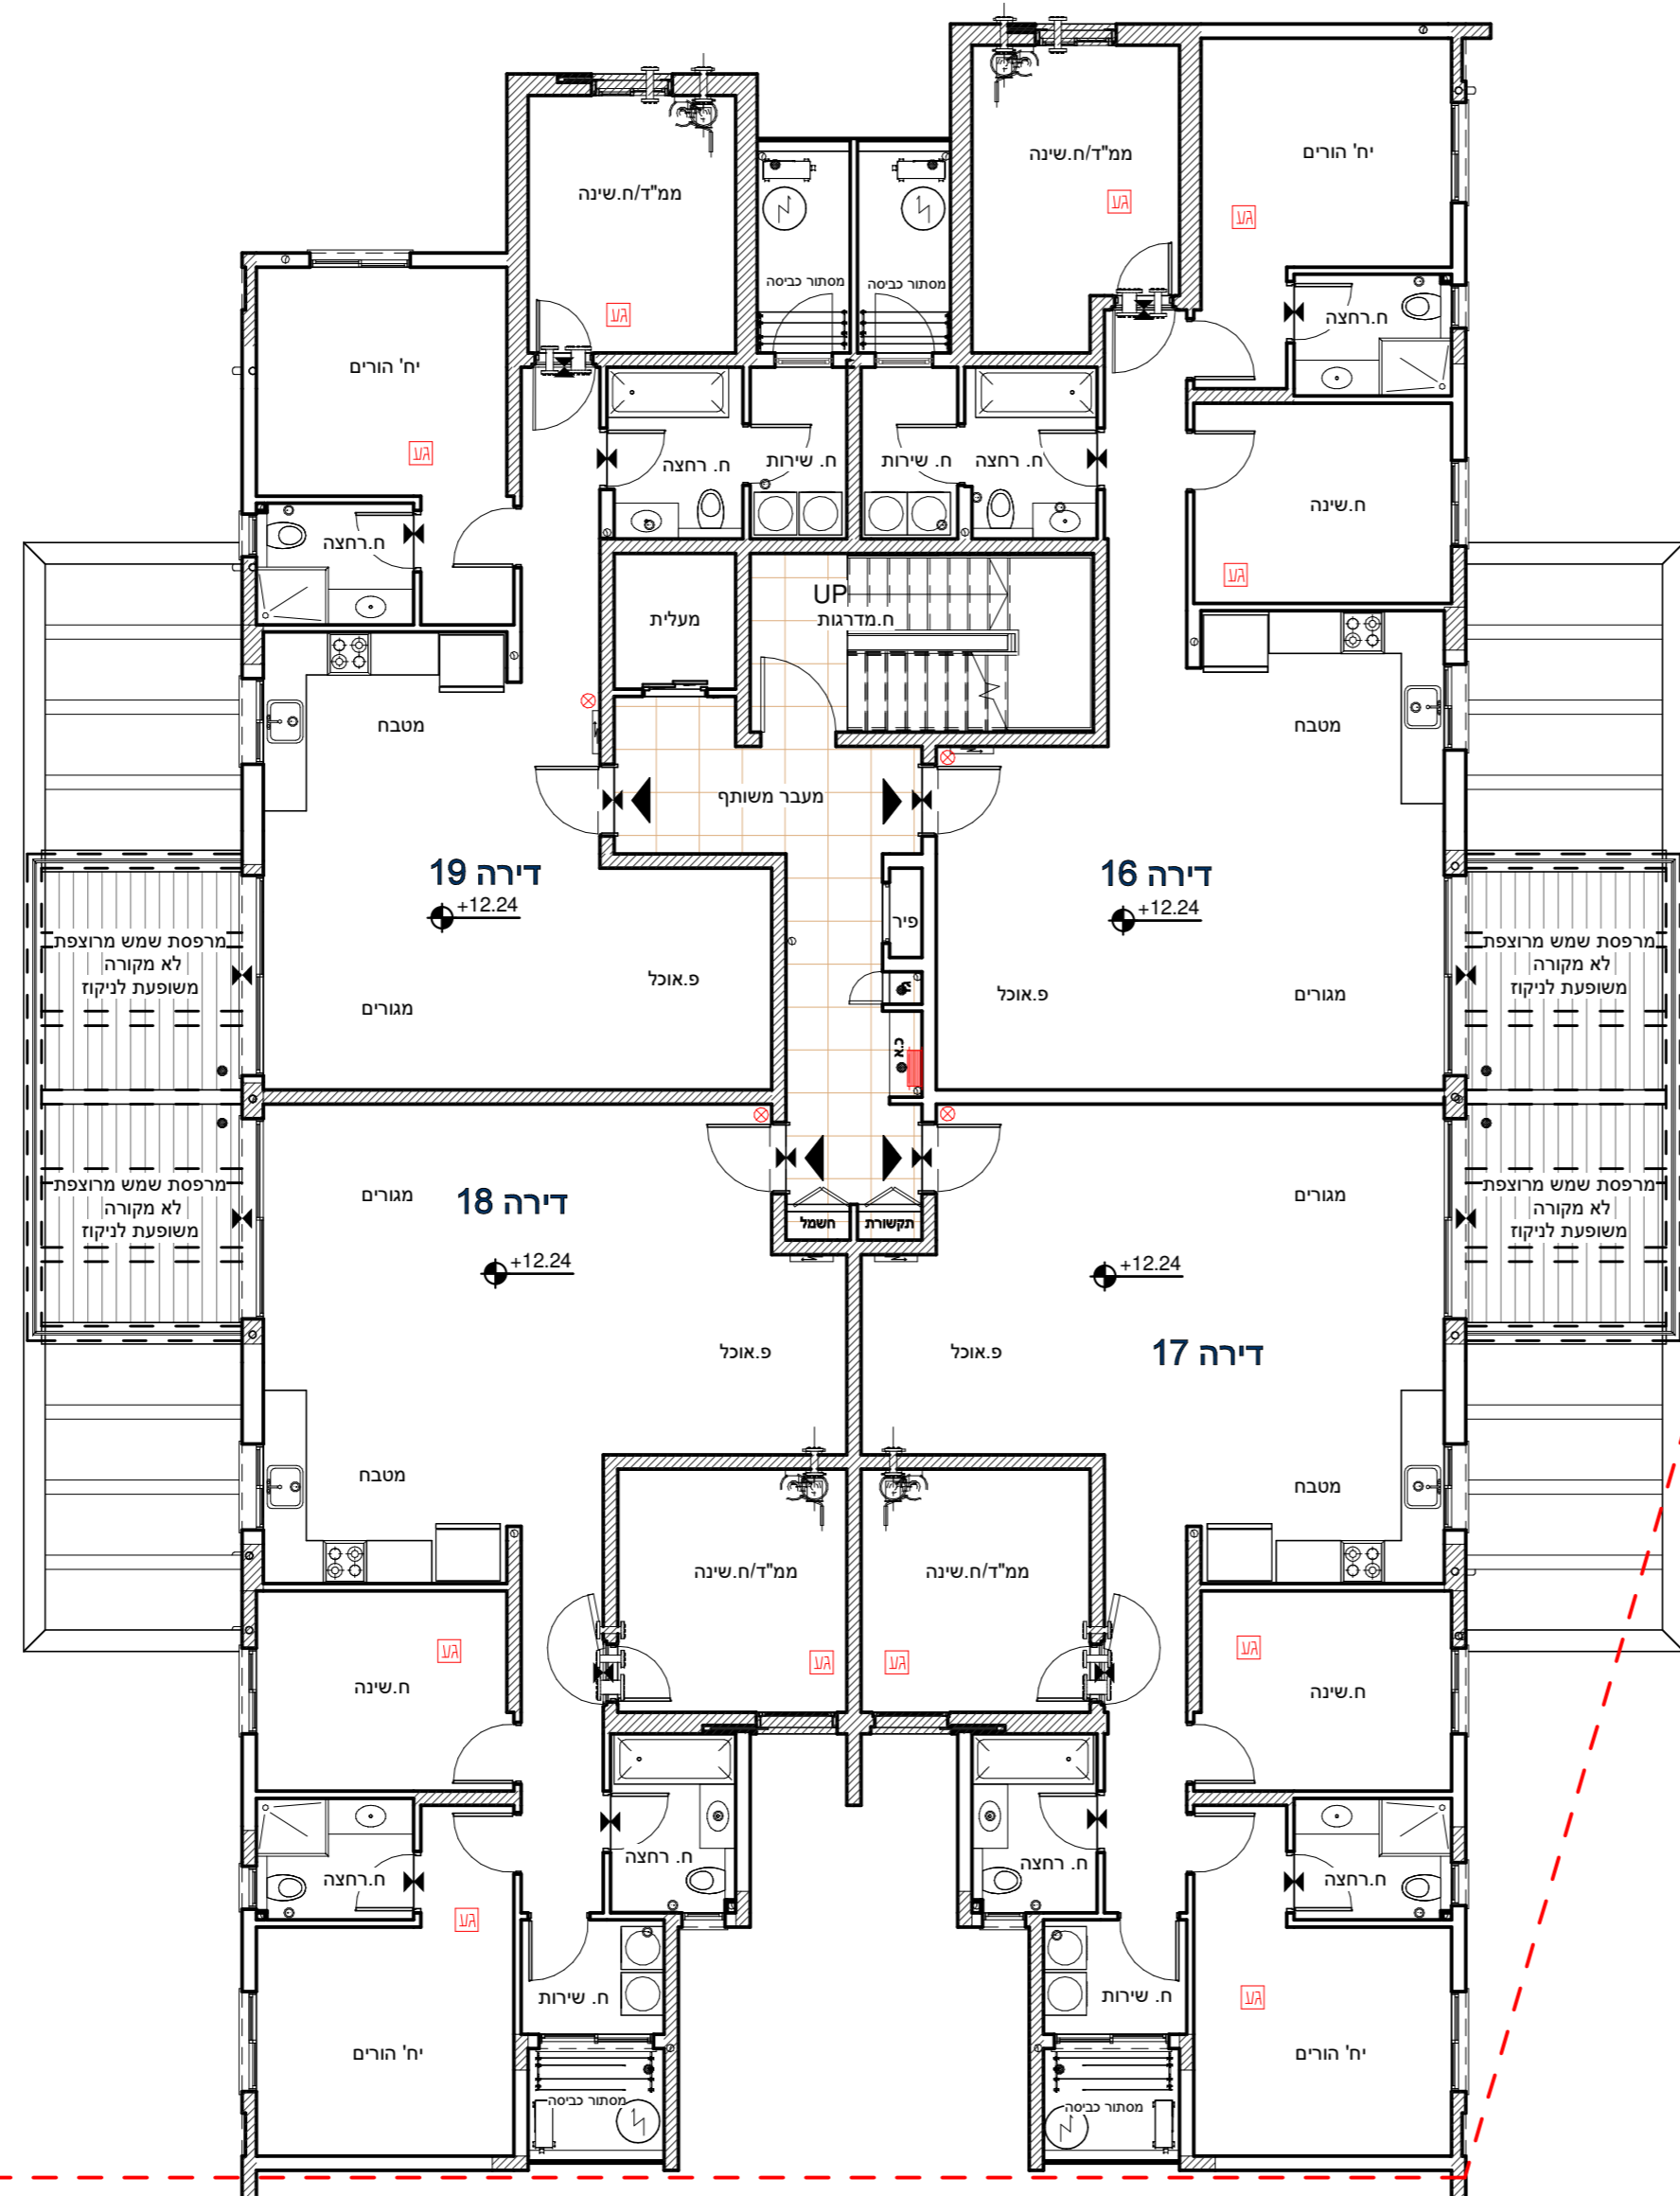 ממ"ד/ח.שינה
יח' הורים
ממ"ד/ח.שינה
גע
גע
מסתור כביסה
מסתור כביסה
גע
ח.רחצה
יח' הורים
גע
ח. רחצה
ח. שירות
ח. שירות
ח. רחצה
ח.שינה
גע
ח.רחצה
UP
ח.מדרגות
מעלית
מטבח
מטבח
מעבר משותף
דירה 19
+12.24
דירה 16
+12.24
פיר
מרפסת שמש מרוצפת
לא מקורה
משופעת לניקוז
מרפסת שמש מרוצפת
לא מקורה
משופעת לניקוז
פ.אוכל
מגורים
פ.אוכל
מגורים
כ.א
מרפסת שמש מרוצפת
לא מקורה
משופעת לניקוז
מרפסת שמש מרוצפת
לא מקורה
משופעת לניקוז
מגורים
דירה 18
+12.24
מגורים
חשמל
תקשורת
+12.24
דירה 17
פ.אוכל
פ.אוכל
מטבח
מטבח
ממ"ד/ח.שינה
ממ"ד/ח.שינה
גע
גע
גע
גע
ח.שינה
ח.שינה
ח. רחצה
ח. רחצה
ח.רחצה
ח.רחצה
גע
גע
ח. שירות
ח. שירות
יח' הורים
יח' הורים
מסתור כביסה
מסתור כביסה